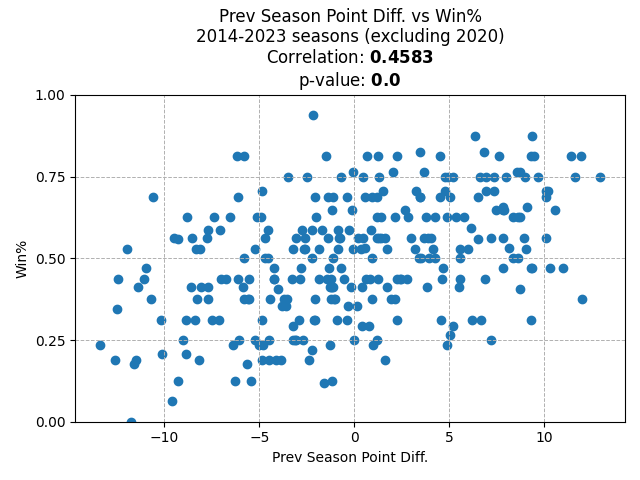 Prev Season Point Diff. vs Win%
2014-2023 seasons (excluding 2020)
Correlation: 0.4583
p-value: 0.0
1.00
0.75
0.50
0.25
0.00
Win%
−10
−5
0
5
10
Prev Season Point Diff.